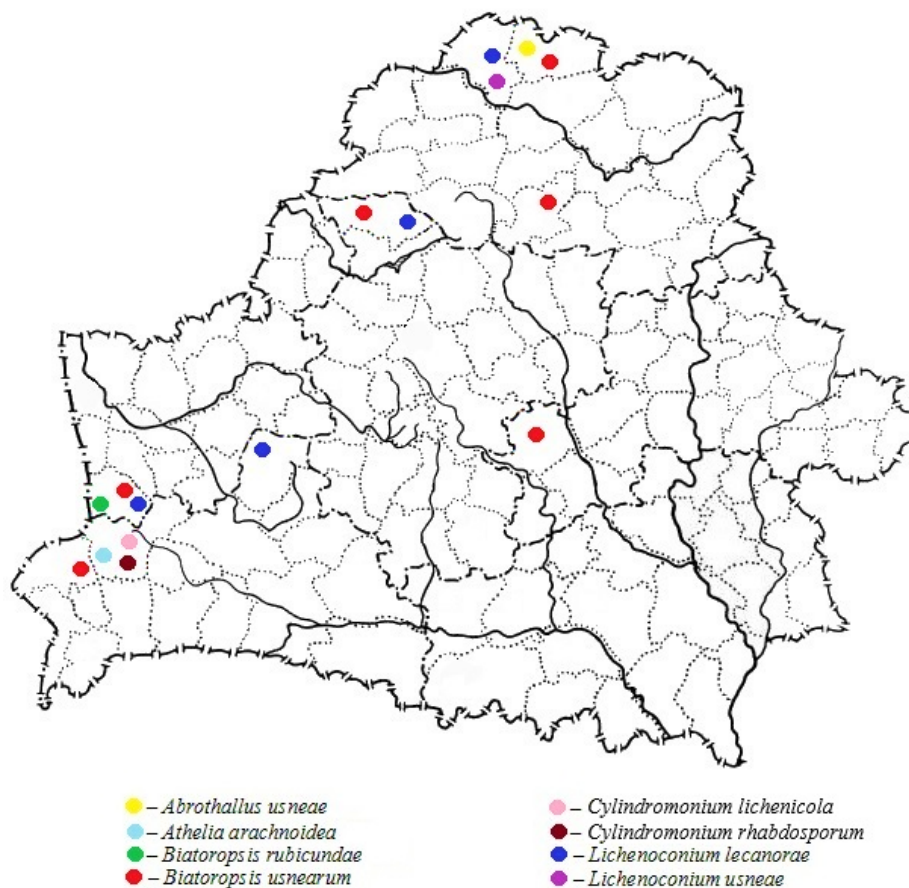 – Abrothallus usneae
– Athelia arachnoidea
– Biatoropsis rubicundae
– Biatoropsis usnearum
– Cylindromonium lichenicola
– Cylindromonium rhabdosporum
– Lichenoconium lecanorae
– Lichenoconium usneae